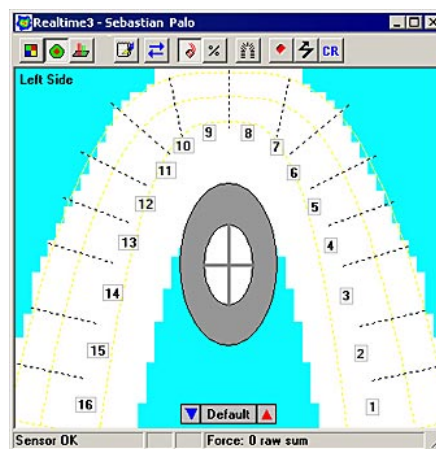 Realtime3 - Sebastian Palo
% CR
Left Side
9 8
10 7
11 6
12 5
13 4
14 3
15 2
16 1
Default
Sensor OK Force: 0 raw sum